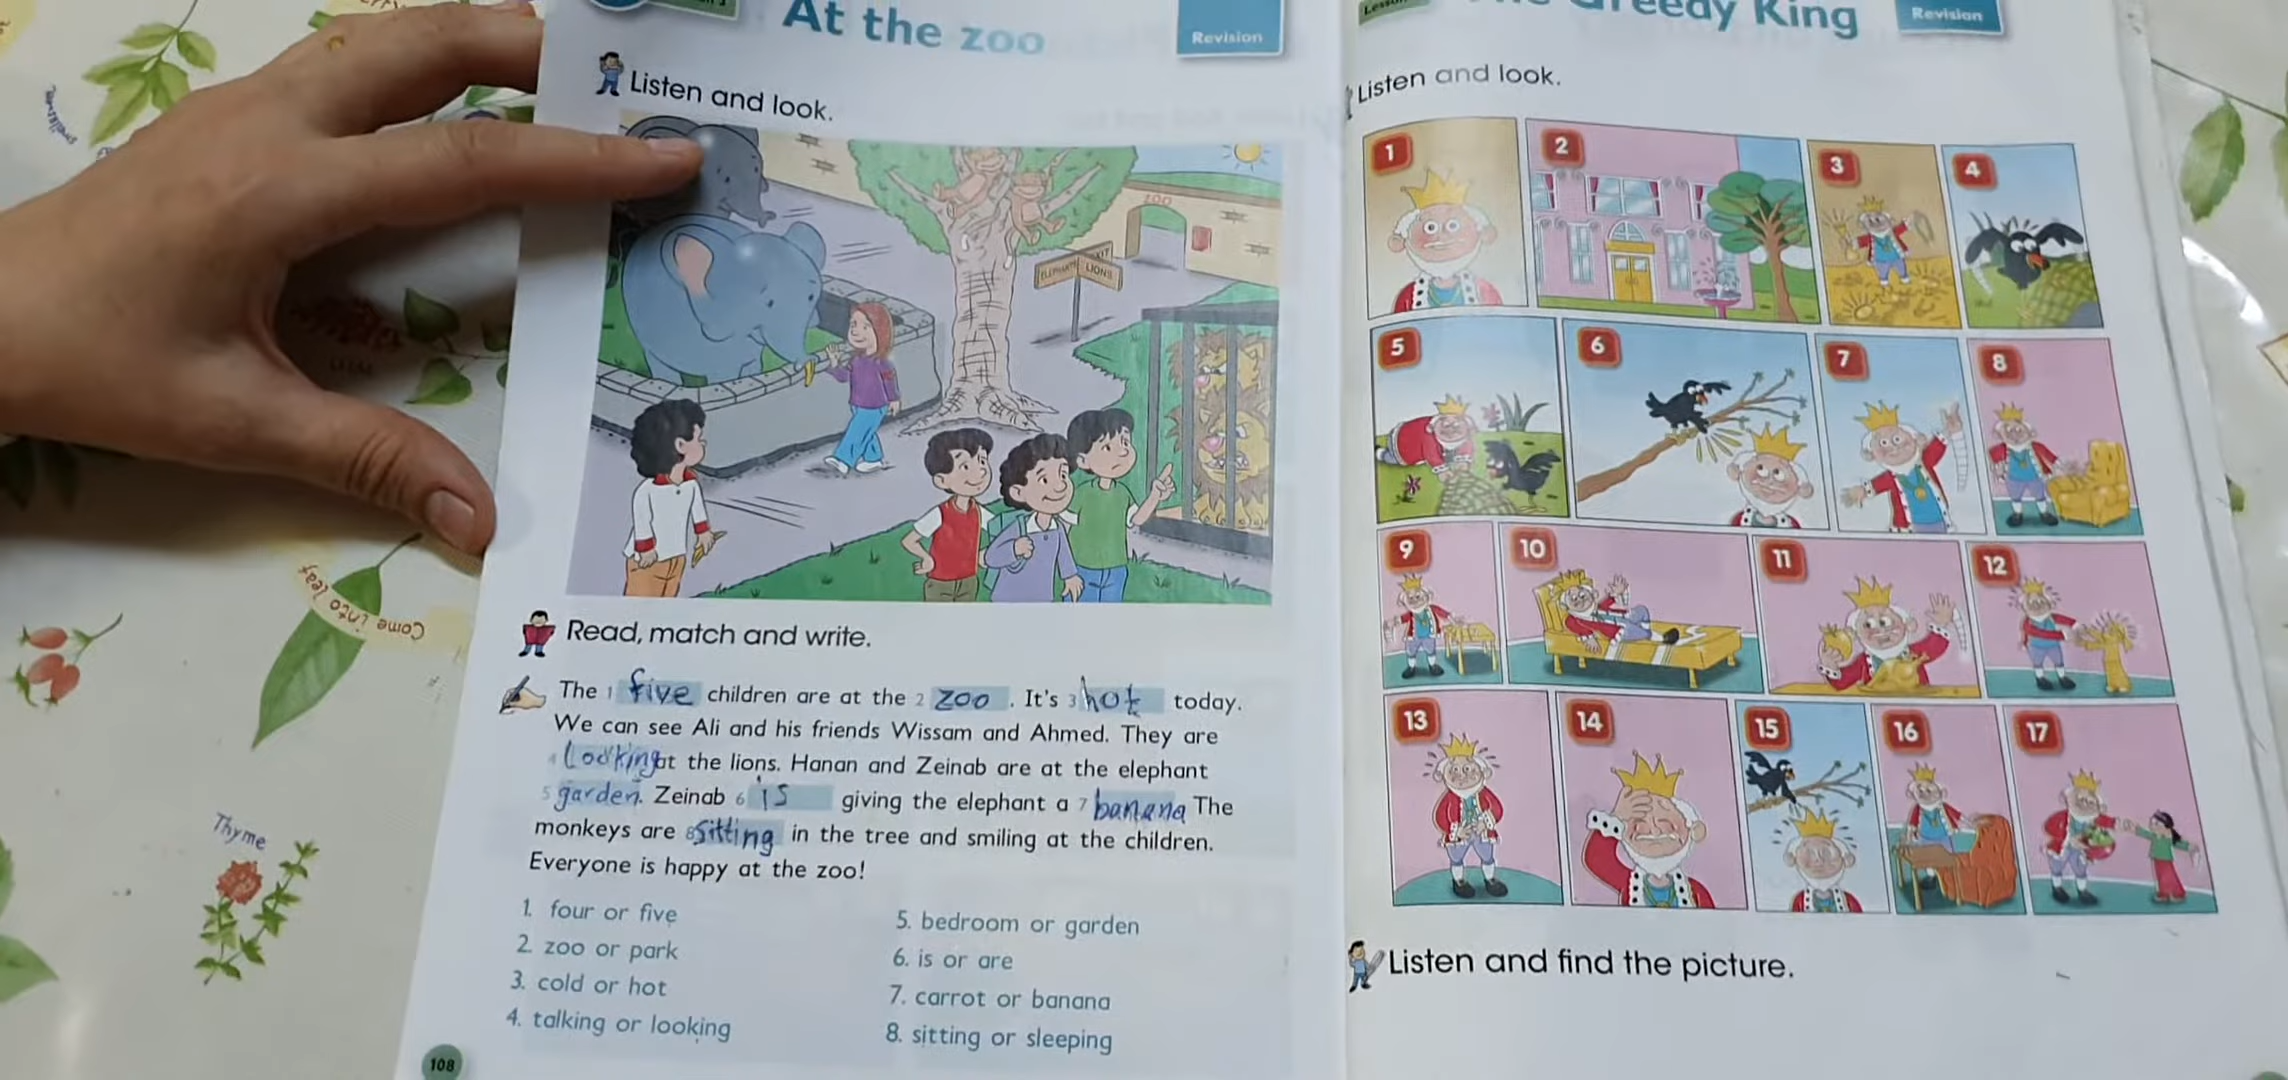 At the zoo
Revision
Listen and look.
ZOO
EXIT
ELEPHANTS
LIONS
Read, match and write.
The 1 five children are at the 2 zoo . It's 3 hot today.
We can see Ali and his friends Wissam and Ahmed. They are
4 Looking at the lions. Hanan and Zeinab are at the elephant
5 garden. Zeinab 6 is giving the elephant a 7 banana The
monkeys are 8 sitting in the tree and smiling at the children.
Everyone is happy at the zoo!
1. four or five
2. zoo or park
3. cold or hot
4. talking or looking
5. bedroom or garden
6. is or are
7. carrot or banana
8. sitting or sleeping
108
Greedy King
Revision
Listen and look.
1
2
3
4
5
6
7
8
9
10
11
12
13
14
15
16
17
Listen and find the picture.
Come into leaf
Thyme